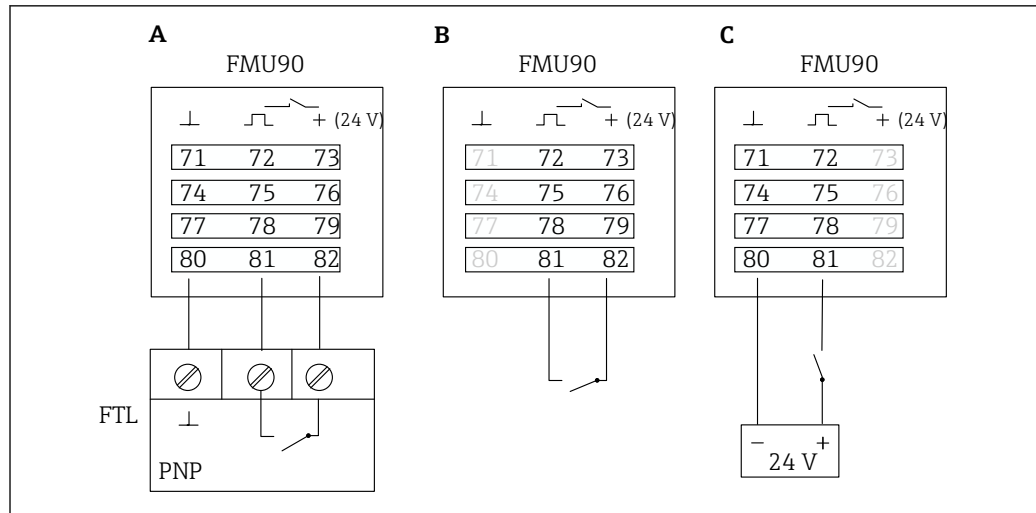 A B C
FMU90 FMU90 FMU90
+ (24 V) + (24 V) + (24 V)
71 72 73 71 72 73 71 72 73
74 75 76 74 75 76 74 75 76
77 78 79 77 78 79 77 78 79
80 81 82 80 81 82 80 81 82
FTL
PNP
− +
24 V